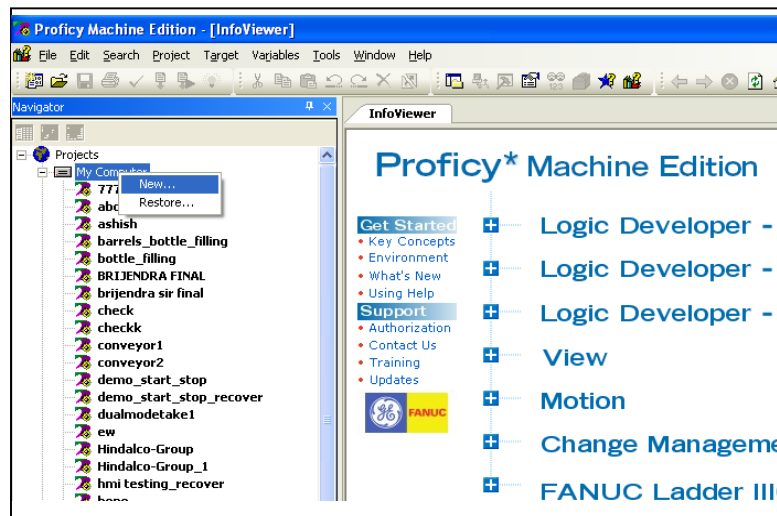 Proficy Machine Edition - [InfoViewer]
File Edit Search Project Target Variables Tools Window Help
Navigator
InfoViewer
Projects
My Computer
New...
Restore...
777
abc
ashish
barrels_bottle_filling
bottle_filling
BRIJENDRA FINAL
brijendra sir final
check
checkk
conveyor1
conveyor2
demo_start_stop
demo_start_stop_recover
dualmodetake1
ew
Hindalco-Group
Hindalco-Group_1
hmi testing_recover
Proficy* Machine Edition
Get Started
• Key Concepts
• Environment
• What's New
• Using Help
Support
• Authorization
• Contact Us
• Training
• Updates
GE FANUC
Logic Developer -
Logic Developer -
Logic Developer -
View
Motion
Change Manageme
FANUC Ladder III